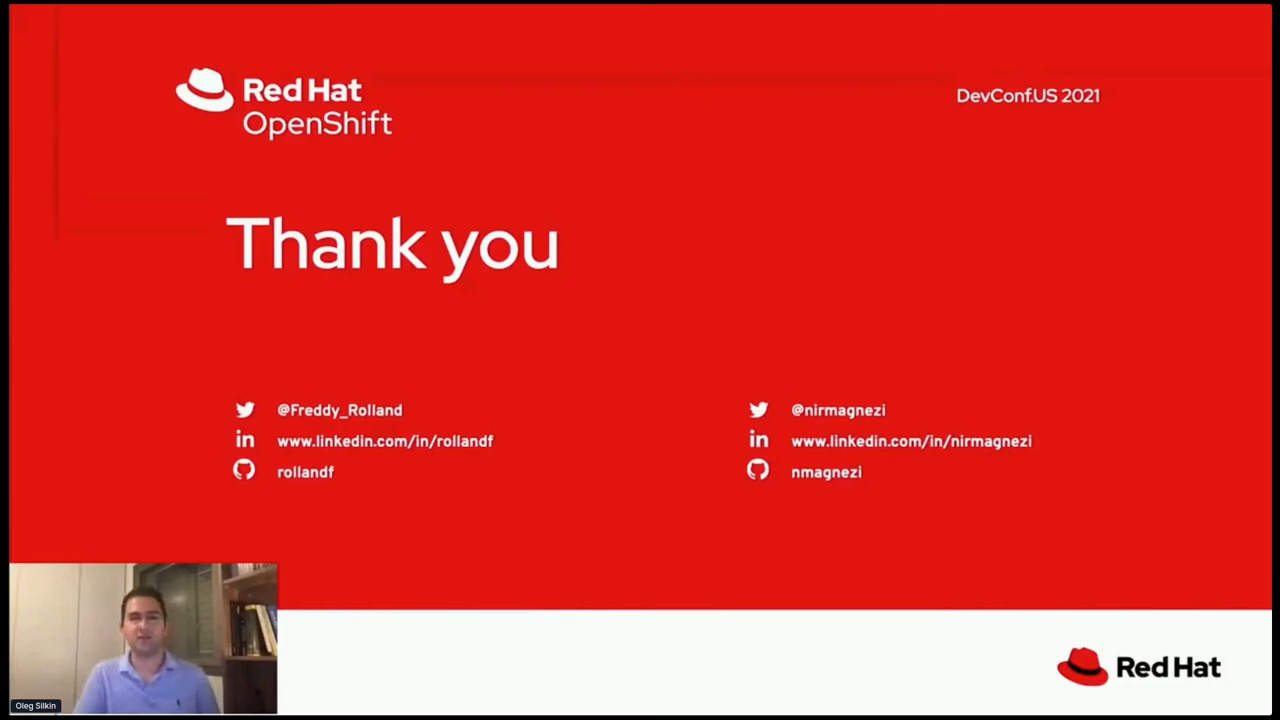 Red Hat
OpenShift
DevConf.US 2021
Thank you
@Freddy_Rolland
www.linkedin.com/in/rollandf
rollandf
@nirmagnezi
www.linkedin.com/in/nirmagnezi
nmagnezi
Oleg Silkin
Red Hat